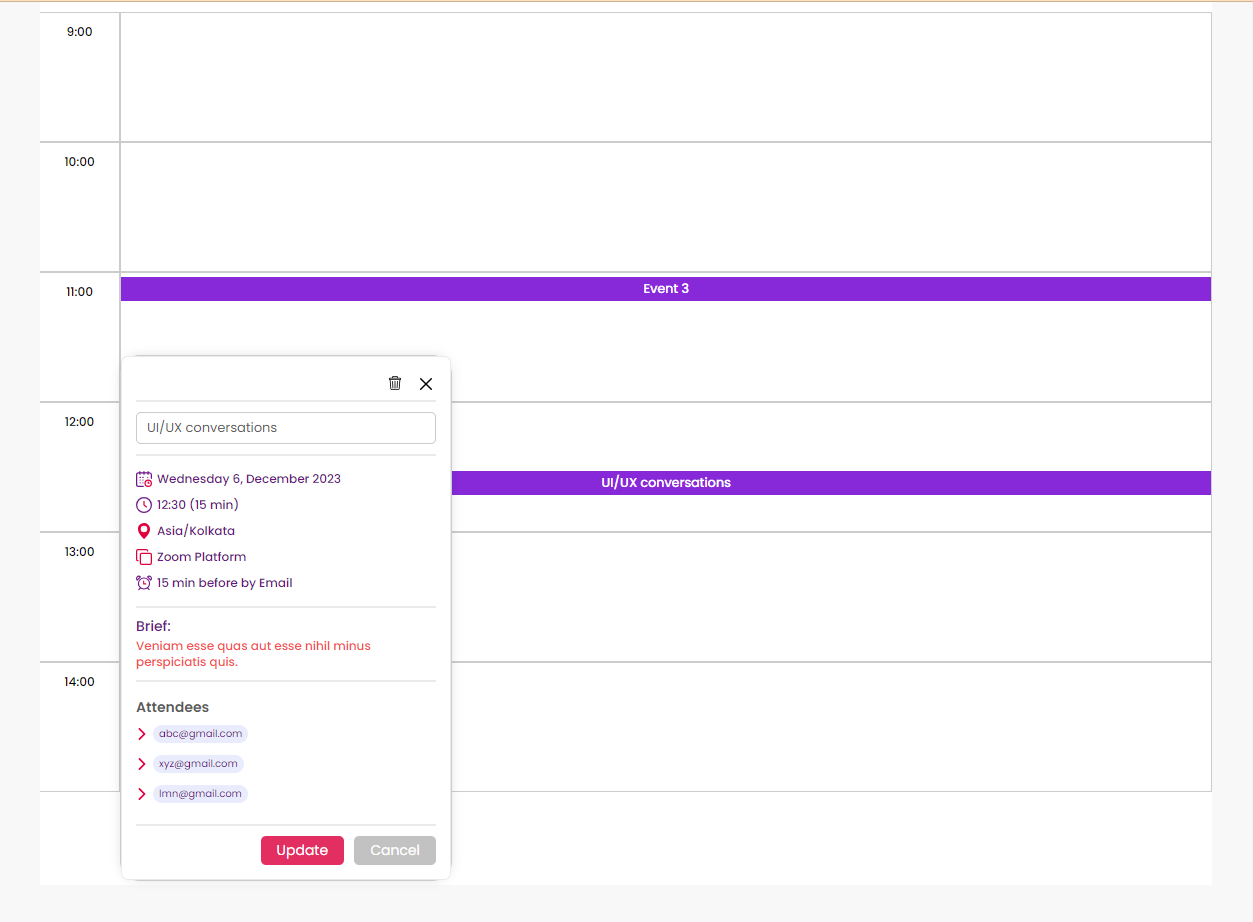 9:00
10:00
11:00
Event 3
12:00
UI/UX conversations
UI/UX conversations
Wednesday 6, December 2023
12:30 (15 min)
Asia/Kolkata
Zoom Platform
15 min before by Email
13:00
Brief:
Veniam esse quas aut esse nihil minus
perspiciatis quis.
14:00
Attendees
abc@gmail.com
xyz@gmail.com
lmn@gmail.com
Update
Cancel